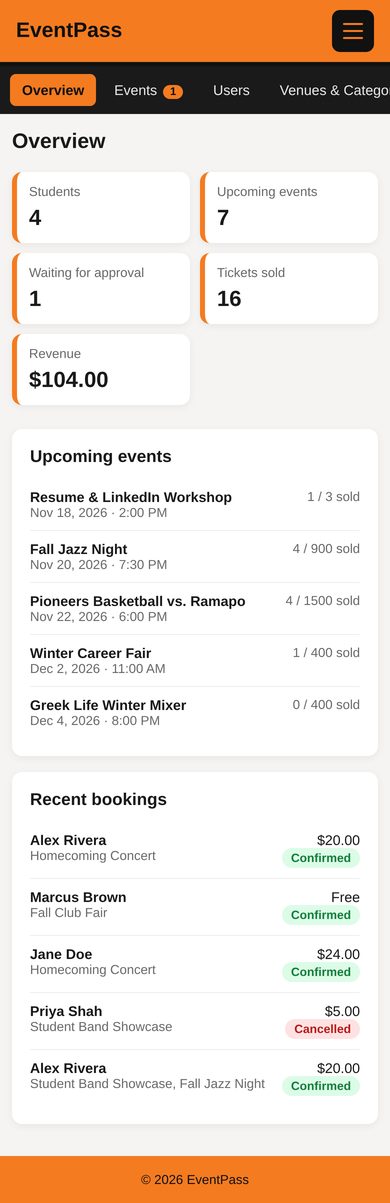 EventPass
Overview
Events 1
Users
Venues & Catego
Overview
Students
4
Upcoming events
7
Waiting for approval
1
Tickets sold
16
Revenue
$104.00
Upcoming events
Resume & LinkedIn Workshop
1 / 3 sold
Nov 18, 2026 · 2:00 PM
Fall Jazz Night
4 / 900 sold
Nov 20, 2026 · 7:30 PM
Pioneers Basketball vs. Ramapo
4 / 1500 sold
Nov 22, 2026 · 6:00 PM
Winter Career Fair
1 / 400 sold
Dec 2, 2026 · 11:00 AM
Greek Life Winter Mixer
0 / 400 sold
Dec 4, 2026 · 8:00 PM
Recent bookings
Alex Rivera
$20.00
Homecoming Concert
Confirmed
Marcus Brown
Free
Fall Club Fair
Confirmed
Jane Doe
$24.00
Homecoming Concert
Confirmed
Priya Shah
$5.00
Student Band Showcase
Cancelled
Alex Rivera
$20.00
Student Band Showcase, Fall Jazz Night
Confirmed
© 2026 EventPass